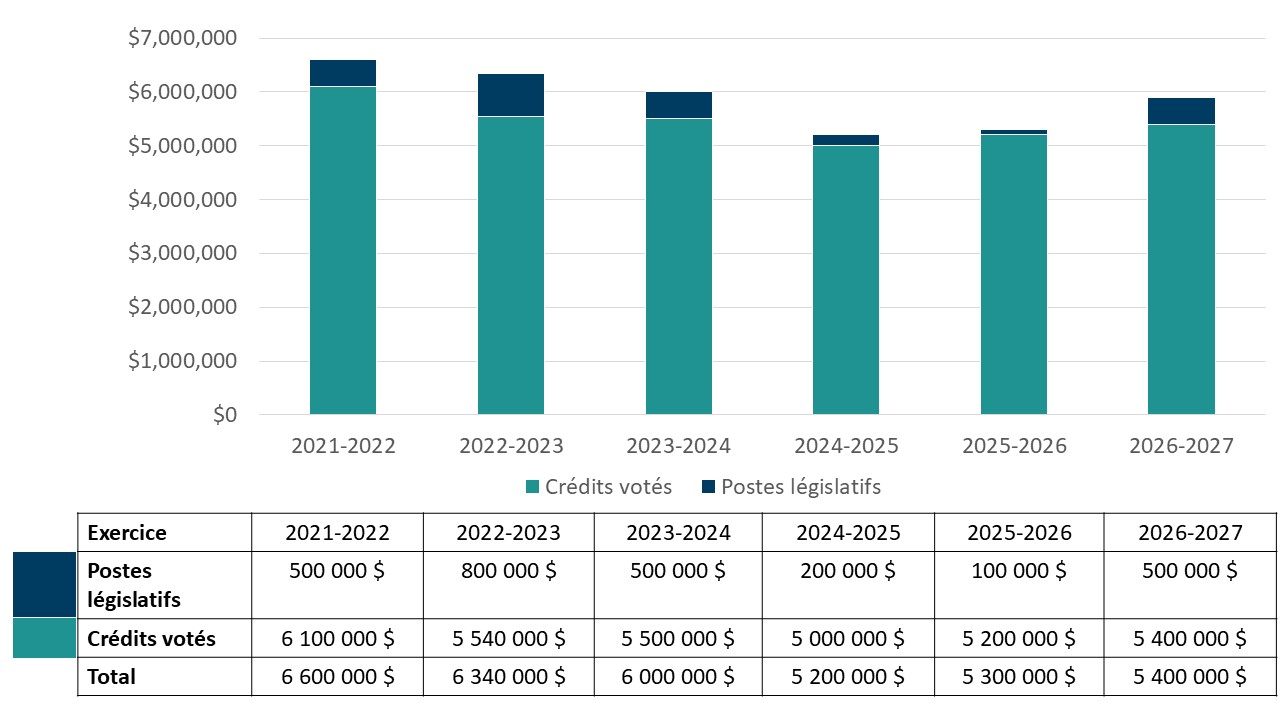 $7,000,000
$6,000,000
$5,000,000
$4,000,000
$3,000,000
$2,000,000
$1,000,000
$0
2021-2022 2022-2023 2023-2024 2024-2025 2025-2026 2026-2027
Crédits votés Postes législatifs
Exercice 2021-2022 2022-2023 2023-2024 2024-2025 2025-2026 2026-2027
Postes 500 000 $ 800 000 $ 500 000 $ 200 000 $ 100 000 $ 500 000 $
législatifs
Crédits votés 6 100 000 $ 5 540 000 $ 5 500 000 $ 5 000 000 $ 5 200 000 $ 5 400 000 $
Total 6 600 000 $ 6 340 000 $ 6 000 000 $ 5 200 000 $ 5 300 000 $ 5 400 000 $